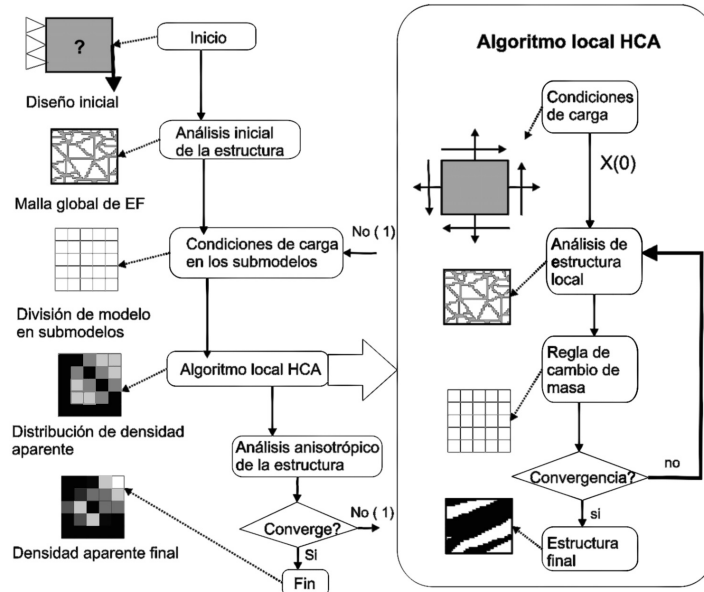 ?
Inicio
Diseño inicial
Análisis inicial
de la estructura
Malla global de EF
Condiciones de carga
en los submodelos
No ( 1)
División de modelo
en submodelos
Algoritmo local HCA
Distribución de densidad
aparente
Análisis anisotrópico
de la estructura
Converge?
No ( 1)
Si
Densidad aparente final
Fin
Algoritmo local HCA
Condiciones
de carga
X(0)
Análisis de
estructura
local
Regla de
cambio de
masa
Convergencia?
no
si
Estructura
final